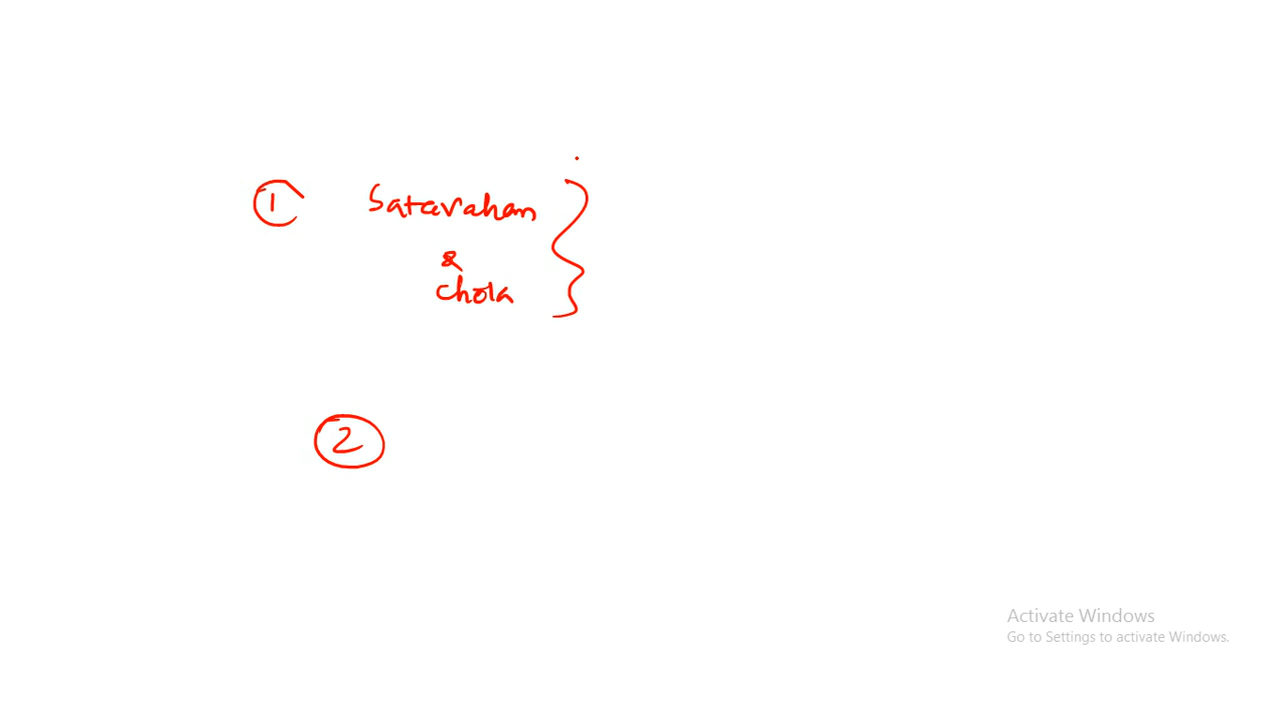 1 Satavahan
&
chola
2
Activate Windows
Go to Settings to activate Windows.